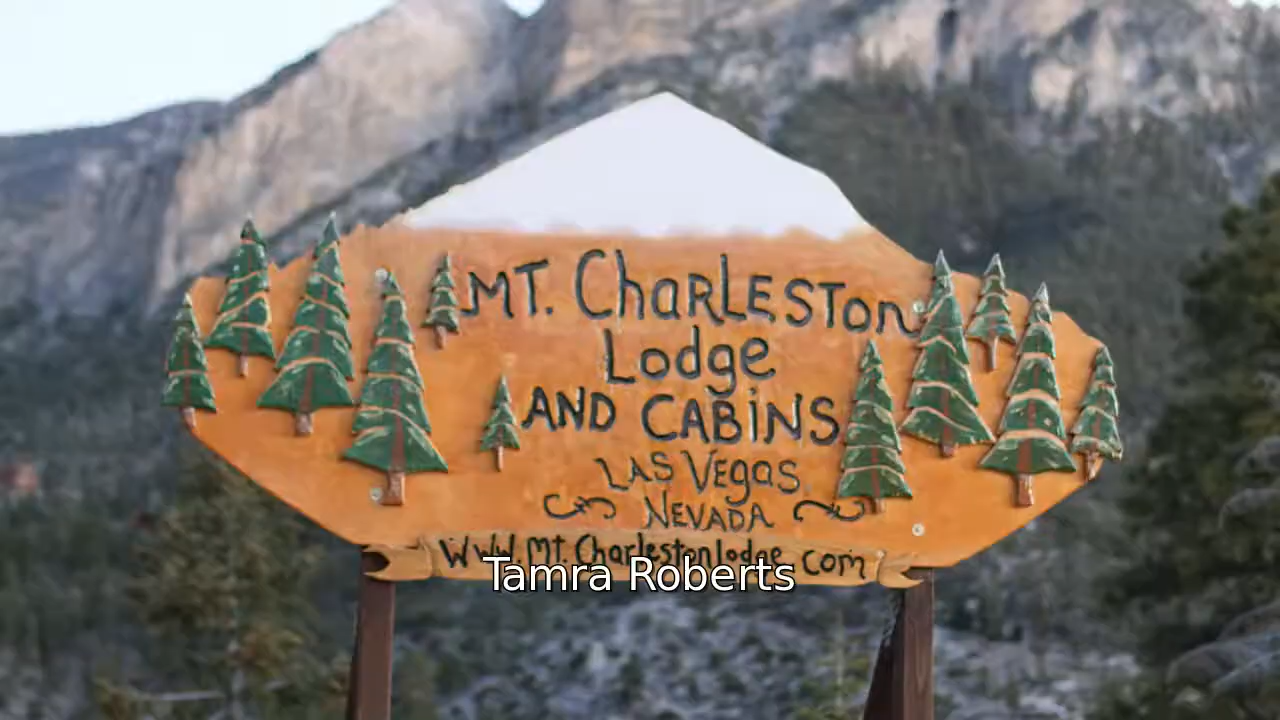 MT. CharLESTon
Lodge
AND CABiNS
LAS VEgAS
NEVADA
Www.Mt.Charlestonlodge.com
Tamra Roberts